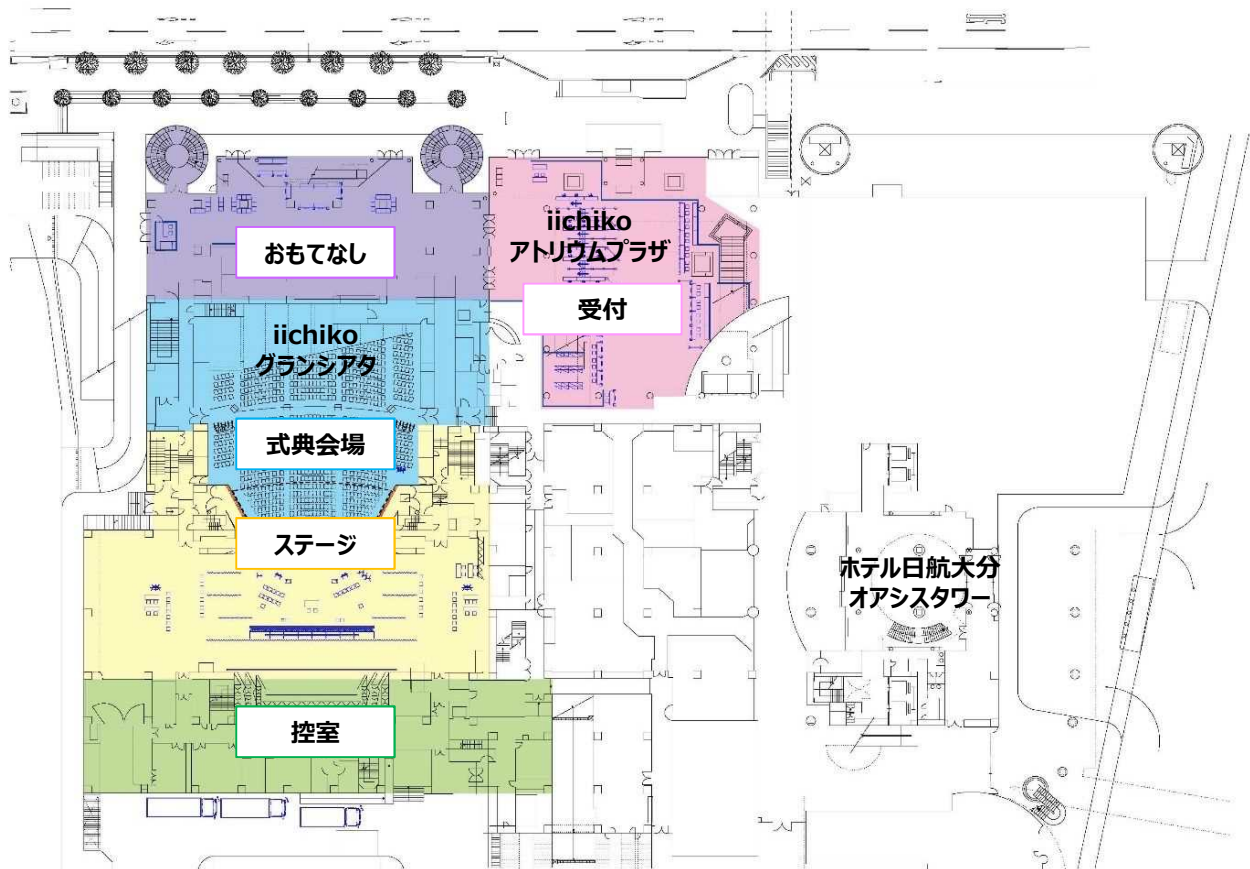 iichiko
アトリウムプラザ
おもてなし
受付
iichiko
グランシアタ
式典会場
ステージ
ホテル日航大分
オアシスタワー
控室